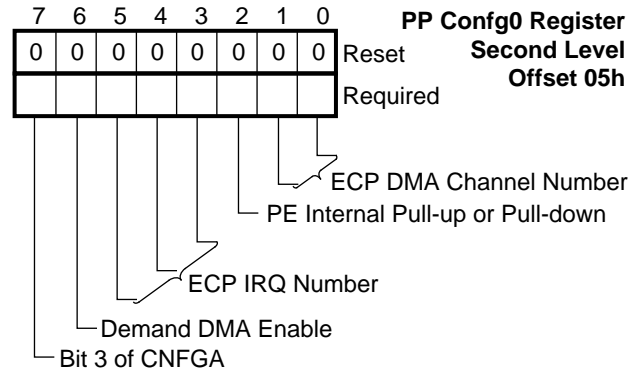 7 6 5 4 3 2 1 0
PP Confg0 Register
Second Level
Offset 05h
0 0 0 0 0 0 0 0 Reset
Required
ECP DMA Channel Number
PE Internal Pull-up or Pull-down
ECP IRQ Number
Demand DMA Enable
Bit 3 of CNFGA